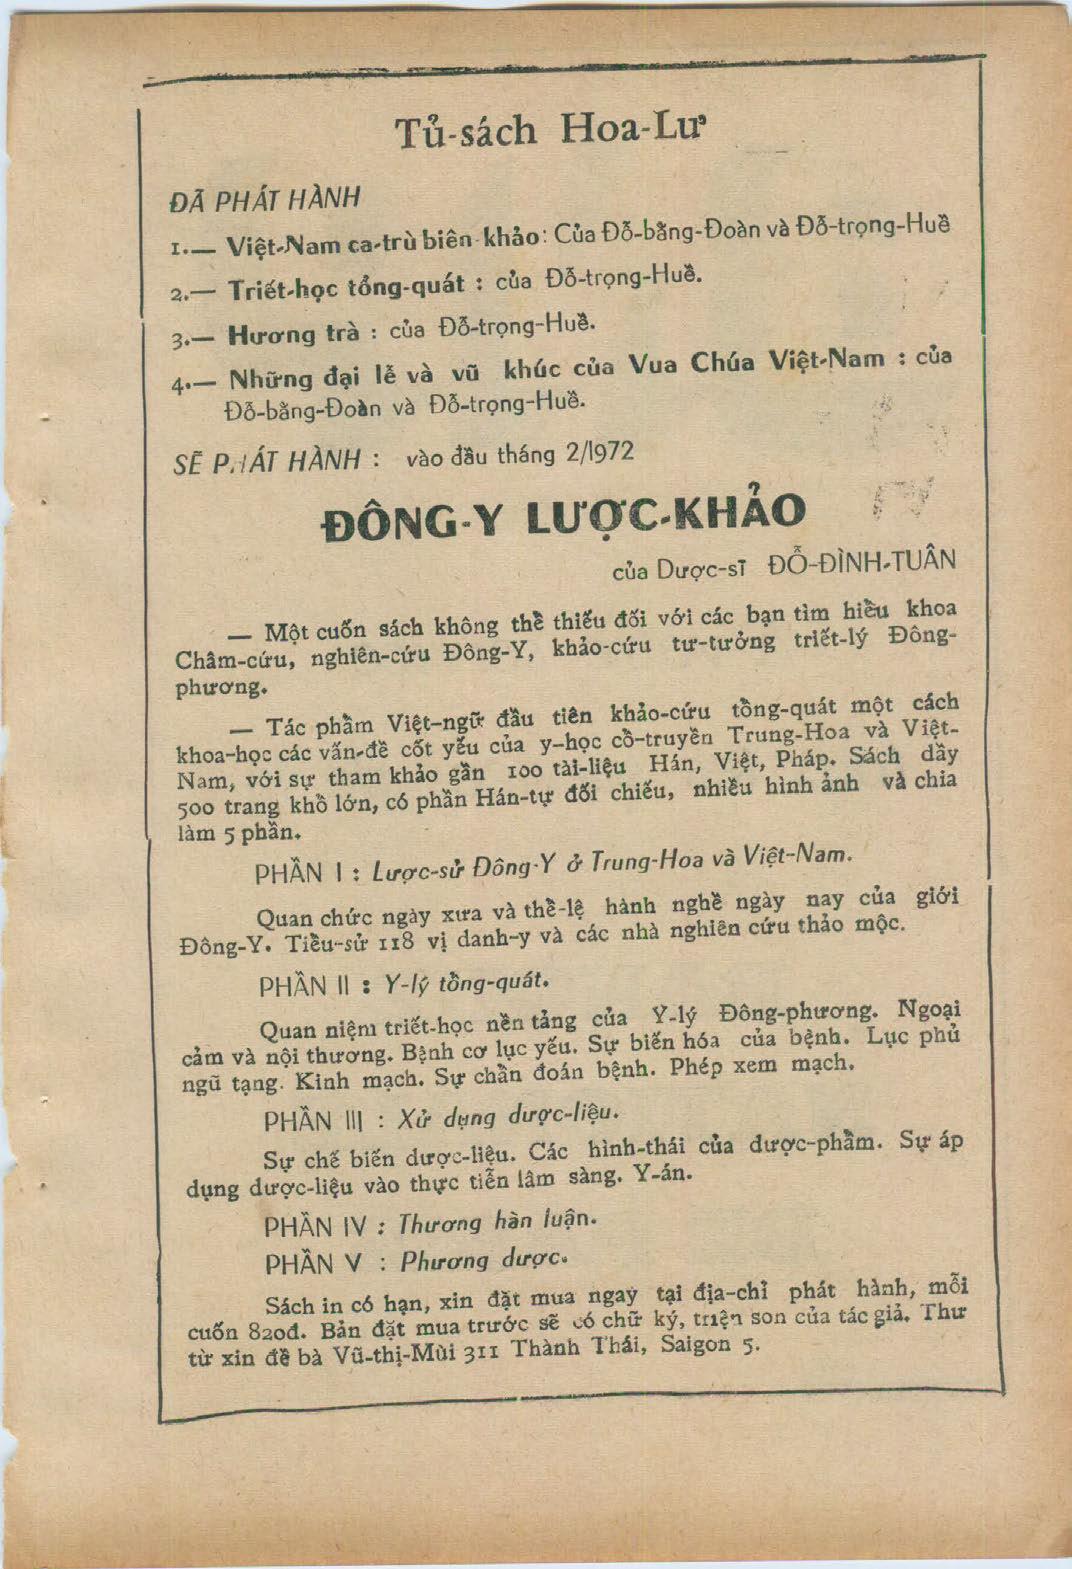 Tủ-sách Hoa-Lư
ĐÃ PHÁT HÀNH
1.— Việt-Nam ca-trù biên-khảo: Của Đỗ-bằng-Đoàn và Đỗ-trọng-Huề
2.— Triết-học tổng-quát : của Đỗ-trọng-Huề.
3.— Hương trà : của Đỗ-trọng-Huề.
4.— Những đại lễ và vũ khúc của Vua Chúa Việt-Nam : của
Đỗ-bằng-Đoàn và Đỗ-trọng-Huề.
SẼ PHÁT HÀNH : vào đầu tháng 2/1972
ĐÔNG-Y LƯỢC-KHẢO
của Dược-sĩ ĐỖ-ĐÌNH-TUÂN
— Một cuốn sách không thể thiếu đối với các bạn tìm hiểu khoa
Châm-cứu, nghiên-cứu Đông-Y, khảo-cứu tư-tưởng triết-lý Đông-
phương.
— Tác phẩm Việt-ngữ đầu tiên khảo-cứu tổng-quát một cách
khoa-học các vấn-đề cốt yếu của y-học cổ-truyền Trung-Hoa và Việt-
Nam, với sự tham khảo gần 100 tài-liệu Hán, Việt, Pháp. Sách dầy
500 trang khổ lớn, có phần Hán-tự đối chiếu, nhiều hình ảnh và chia
làm 5 phần.
PHẦN I : Lược-sử Đông-Y ở Trung-Hoa và Việt-Nam.
Quan chức ngày xưa và thể-lệ hành nghề ngày nay của giới
Đông-Y. Tiểu-sử 118 vị danh-y và các nhà nghiên cứu thảo mộc.
PHẦN II : Y-lý tổng-quát.
Quan niệm triết-học nền tảng của Y-lý Đông-phương. Ngoại
cảm và nội thương. Bệnh cơ lục yếu. Sự biến hóa của bệnh. Lục phủ
ngũ tạng. Kinh mạch. Sự chẩn đoán bệnh. Phép xem mạch.
PHẦN III : Xử dụng dược-liệu.
Sự chế biến dược-liệu. Các hình-thái của dược-phẩm. Sự áp
dụng dược-liệu vào thực tiễn lâm sàng. Y-án.
PHẦN IV : Thương hàn luận.
PHẦN V : Phương dược.
Sách in có hạn, xin đặt mua ngay tại địa-chỉ phát hành, mỗi
cuốn 820đ. Bản đặt mua trước sẽ có chữ ký, triện son của tác giả. Thư
từ xin đề bà Vũ-thị-Mùi 311 Thành Thái, Saigon 5.